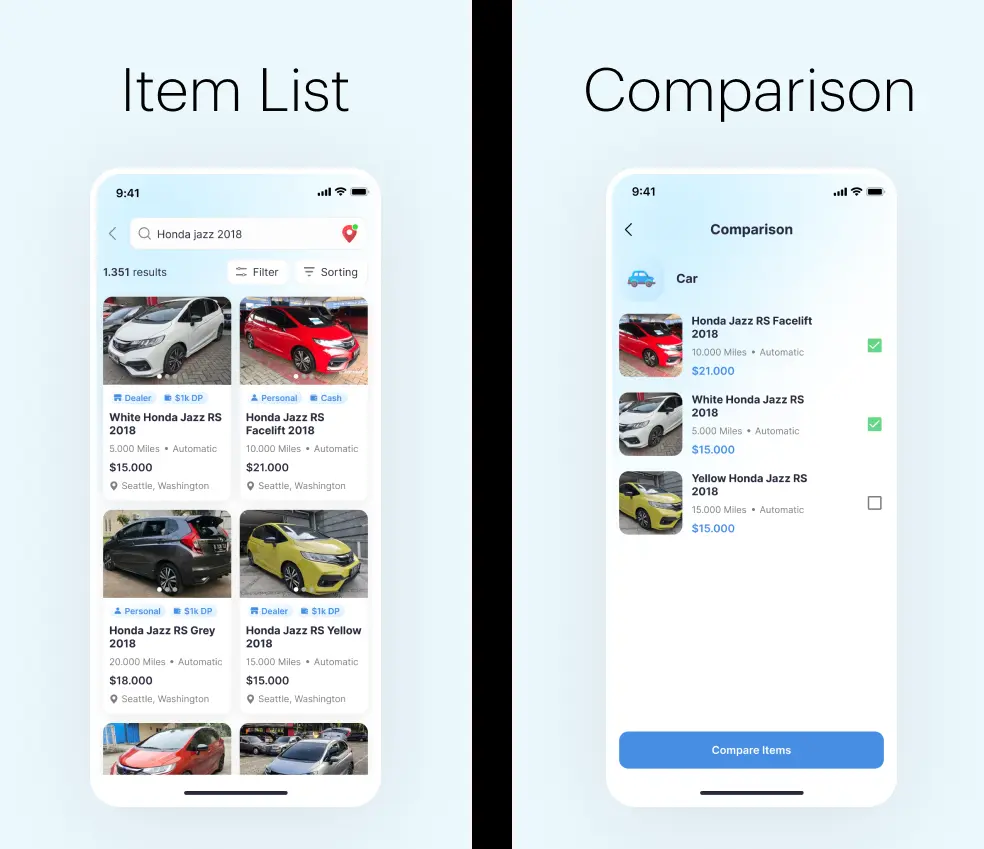 Item List
9:41
Honda jazz 2018
1.351 results
Filter
Sorting
Dealer
$1k DP
White Honda Jazz RS
2018
5.000 Miles • Automatic
$15.000
Seattle, Washington
Personal
Cash
Honda Jazz RS
Facelift 2018
10.000 Miles • Automatic
$21.000
Seattle, Washington
Personal
$1k DP
Honda Jazz RS Grey
2018
20.000 Miles • Automatic
$18.000
Seattle, Washington
Dealer
$1k DP
Honda Jazz RS Yellow
2018
15.000 Miles • Automatic
$15.000
Seattle, Washington
Comparison
9:41
Comparison
Car
Honda Jazz RS Facelift
2018
10.000 Miles • Automatic
$21.000
White Honda Jazz RS
2018
5.000 Miles • Automatic
$15.000
Yellow Honda Jazz RS
2018
15.000 Miles • Automatic
$15.000
Compare Items